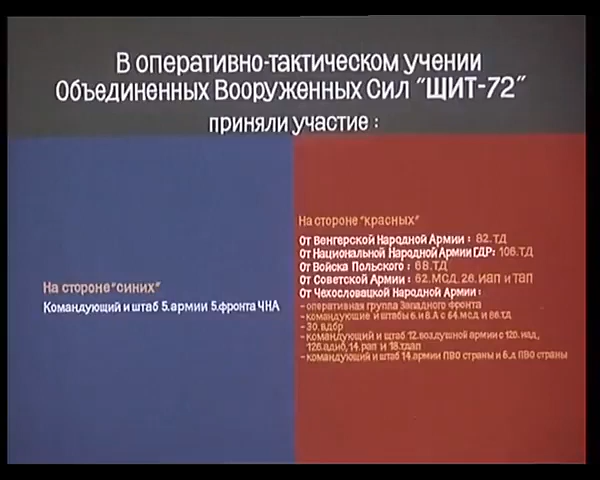 В оперативно-тактическом учении
Объединенных Вооруженных Сил "ЩИТ-72"
приняли участие :
На стороне "синих"
Командующий и штаб 5.армии 5.фронта ЧНА
На стороне "красных"
От Венгерской Народной Армии : 82.ТД
От Национальной Народной Армии ГДР: 106.ТД
От Войска Польского : 68.ТД
От Советской Армии : 62.МСД, 26.ИАП и ТАП
От Чехословацкой Народной Армии :
- оперативная группа Западного фронта
- командующие и штабы 6. и 8.А с 64.мсд и 86.тд
- 30.вдбр
- командующий и штаб 12.воздушной армии с 120.иад,
126.адиб, 14.рап и 18.тдап
- командующий и штаб 14.армии ПВО страны и 6.д ПВО страны